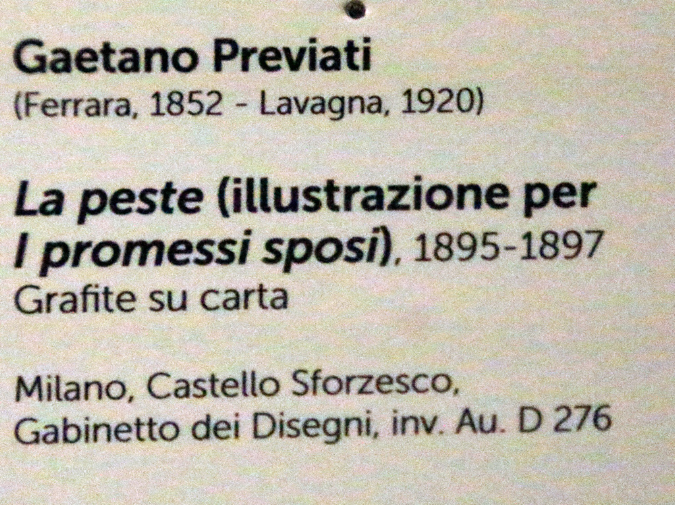 Gaetano Previati
(Ferrara, 1852 - Lavagna, 1920)
La peste (illustrazione per
I promessi sposi), 1895-1897
Grafite su carta
Milano, Castello Sforzesco,
Gabinetto dei Disegni, inv. Au. D 276